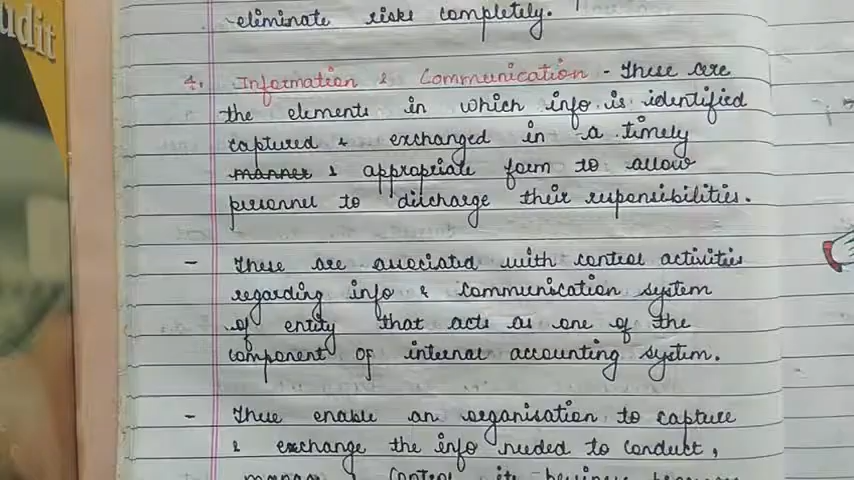 udit
eliminate risks completely.
4. Information & Communication - These are
the elements in which info is identified
captured & exchanged in a timely
manner & appropriate form to allow
personnel to discharge their responsibilities.
- These are associated with control activities
regarding info & communication system
of entity that acts as one of the
component of internal accounting system.
- These enable an organisation to capture
& exchange the info needed to conduct,
control its business